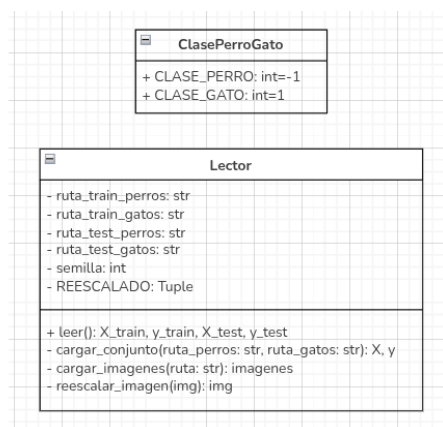 ClasePerroGato
+ CLASE_PERRO: int=-1
+ CLASE_GATO: int=1
Lector
- ruta_train_perros: str
- ruta_train_gatos: str
- ruta_test_perros: str
- ruta_test_gatos: str
- semilla: int
- REESCALADO: Tuple
+ leer(): X_train, y_train, X_test, y_test
- cargar_conjunto(ruta_perros: str, ruta_gatos: str): X, y
- cargar_imagenes(ruta: str): imagenes
- reescalar_imagen(img): img